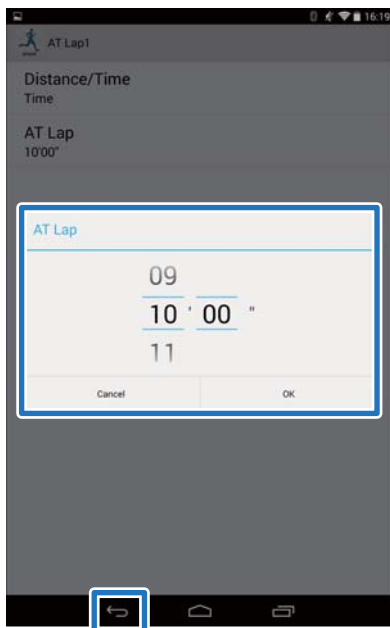 16:19
AT Lap1
Distance/Time
Time
AT Lap
10'00"
AT Lap
09
10 ' 00 "
11
Cancel OK